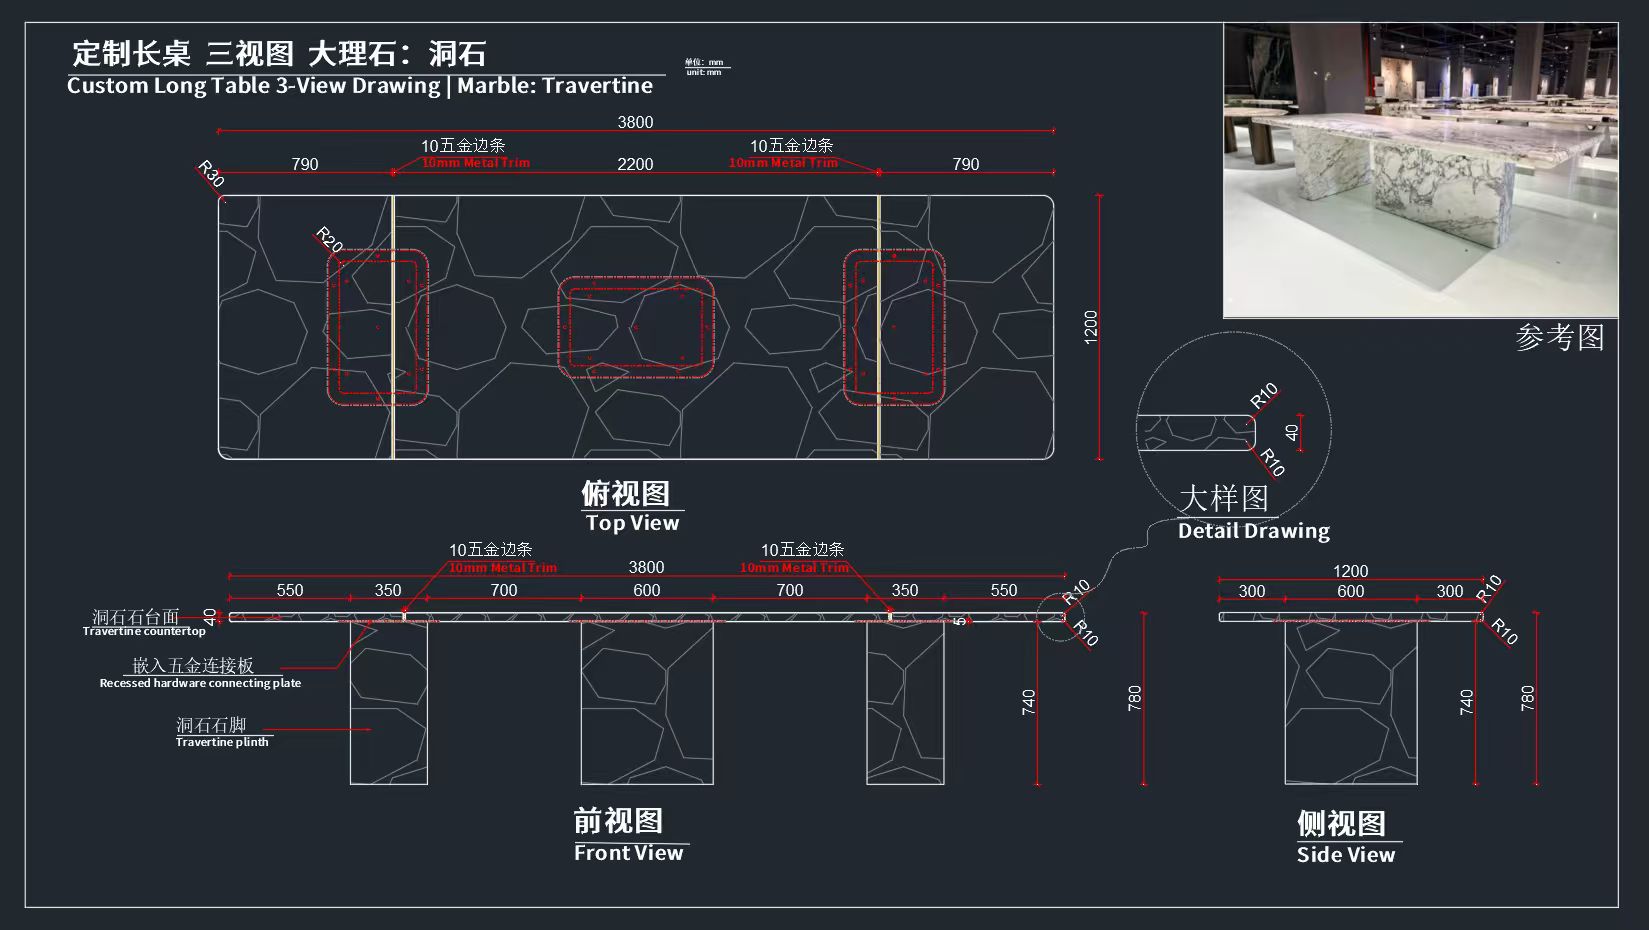 定制长桌 三视图 大理石：洞石
Custom Long Table 3-View Drawing | Marble: Travertine
单位：mm
unit: mm
3800
10五金边条
10mm Metal Trim
10五金边条
10mm Metal Trim
790
2200
790
R30
R20
1200
俯视图
Top View
参考图
R10
40
R10
大样图
Detail Drawing
10五金边条
10mm Metal Trim
10五金边条
10mm Metal Trim
3800
550
350
700
600
700
350
550
洞石石台面
Travertine countertop
40
5
R10
R10
嵌入五金连接板
Recessed hardware connecting plate
洞石石脚
Travertine plinth
740
780
前视图
Front View
1200
300
600
300
R10
R10
740
780
侧视图
Side View